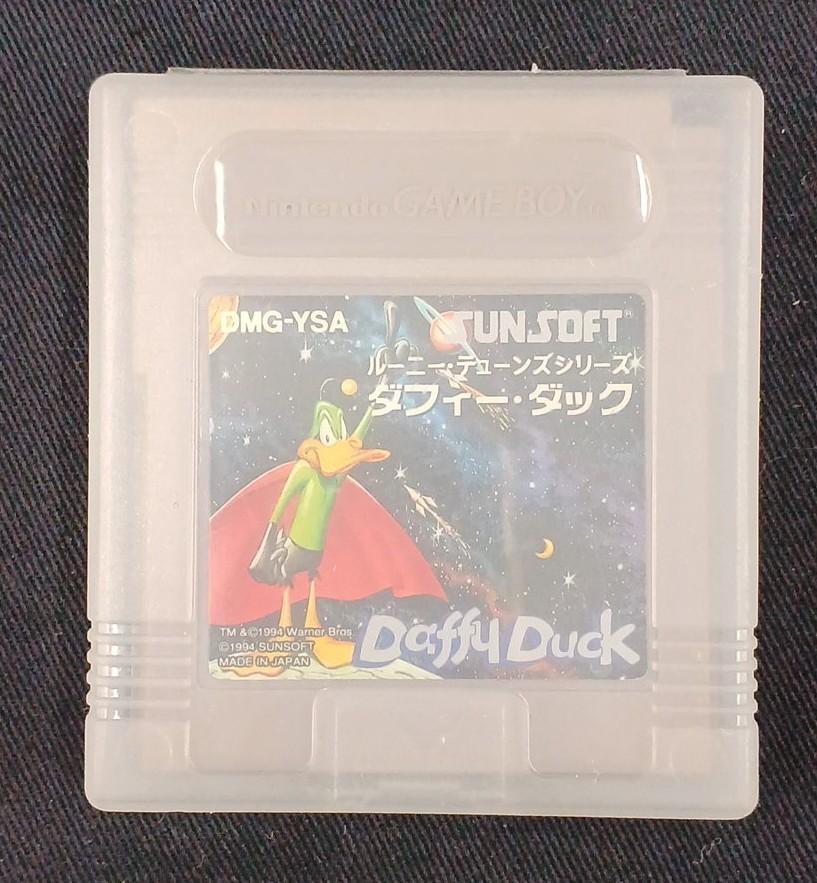 Nintendo GAME BOY TM
DMG-YSA
SUNSOFT®
ルーニー・テューンズシリーズ
ダフィー・ダック
Daffy Duck
TM &©1994 Warner Bros.
©1994 SUNSOFT
MADE IN JAPAN